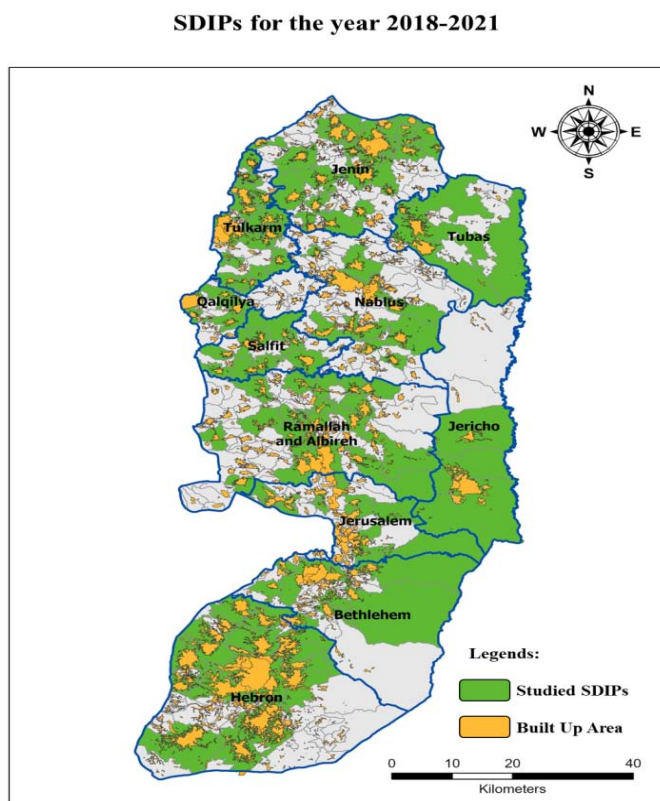 SDIPs for the year 2018-2021
N
W
E
S
Jenin
Tubas
Tulkarm
Qalqilya
Nablus
Salfit
Ramallah
and Albireh
Jericho
Jerusalem
Bethlehem
Hebron
Legends:
Studied SDIPs
Built Up Area
0 10 20 40
Kilometers